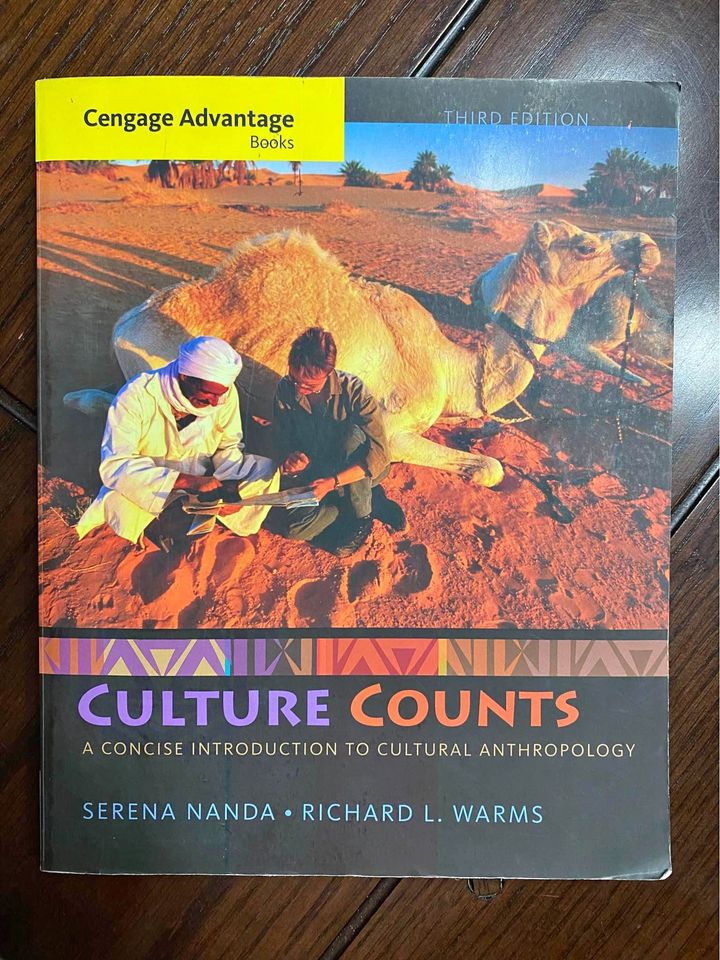 Cengage Advantage
Books
THIRD EDITION
CULTURE COUNTS
A CONCISE INTRODUCTION TO CULTURAL ANTHROPOLOGY
SERENA NANDA • RICHARD L. WARMS